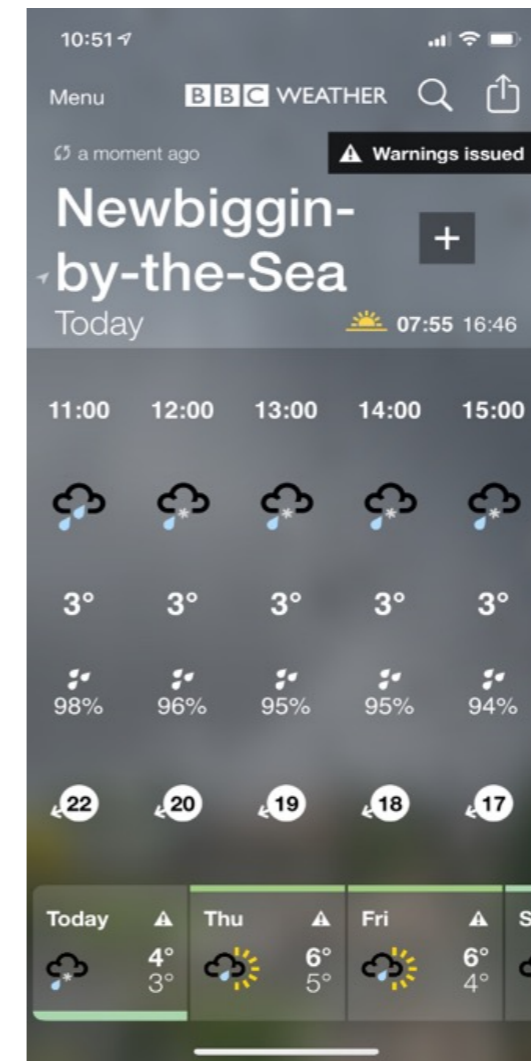 10:51
Menu BBC WEATHER
a moment ago Warnings issued
Newbiggin-
by-the-Sea
Today 07:55 16:46
11:00 12:00 13:00 14:00 15:00
3° 3° 3° 3° 3°
98% 96% 95% 95% 94%
22 20 19 18 17
Today Thu Fri S
4° 6° 6°
3° 5° 4°